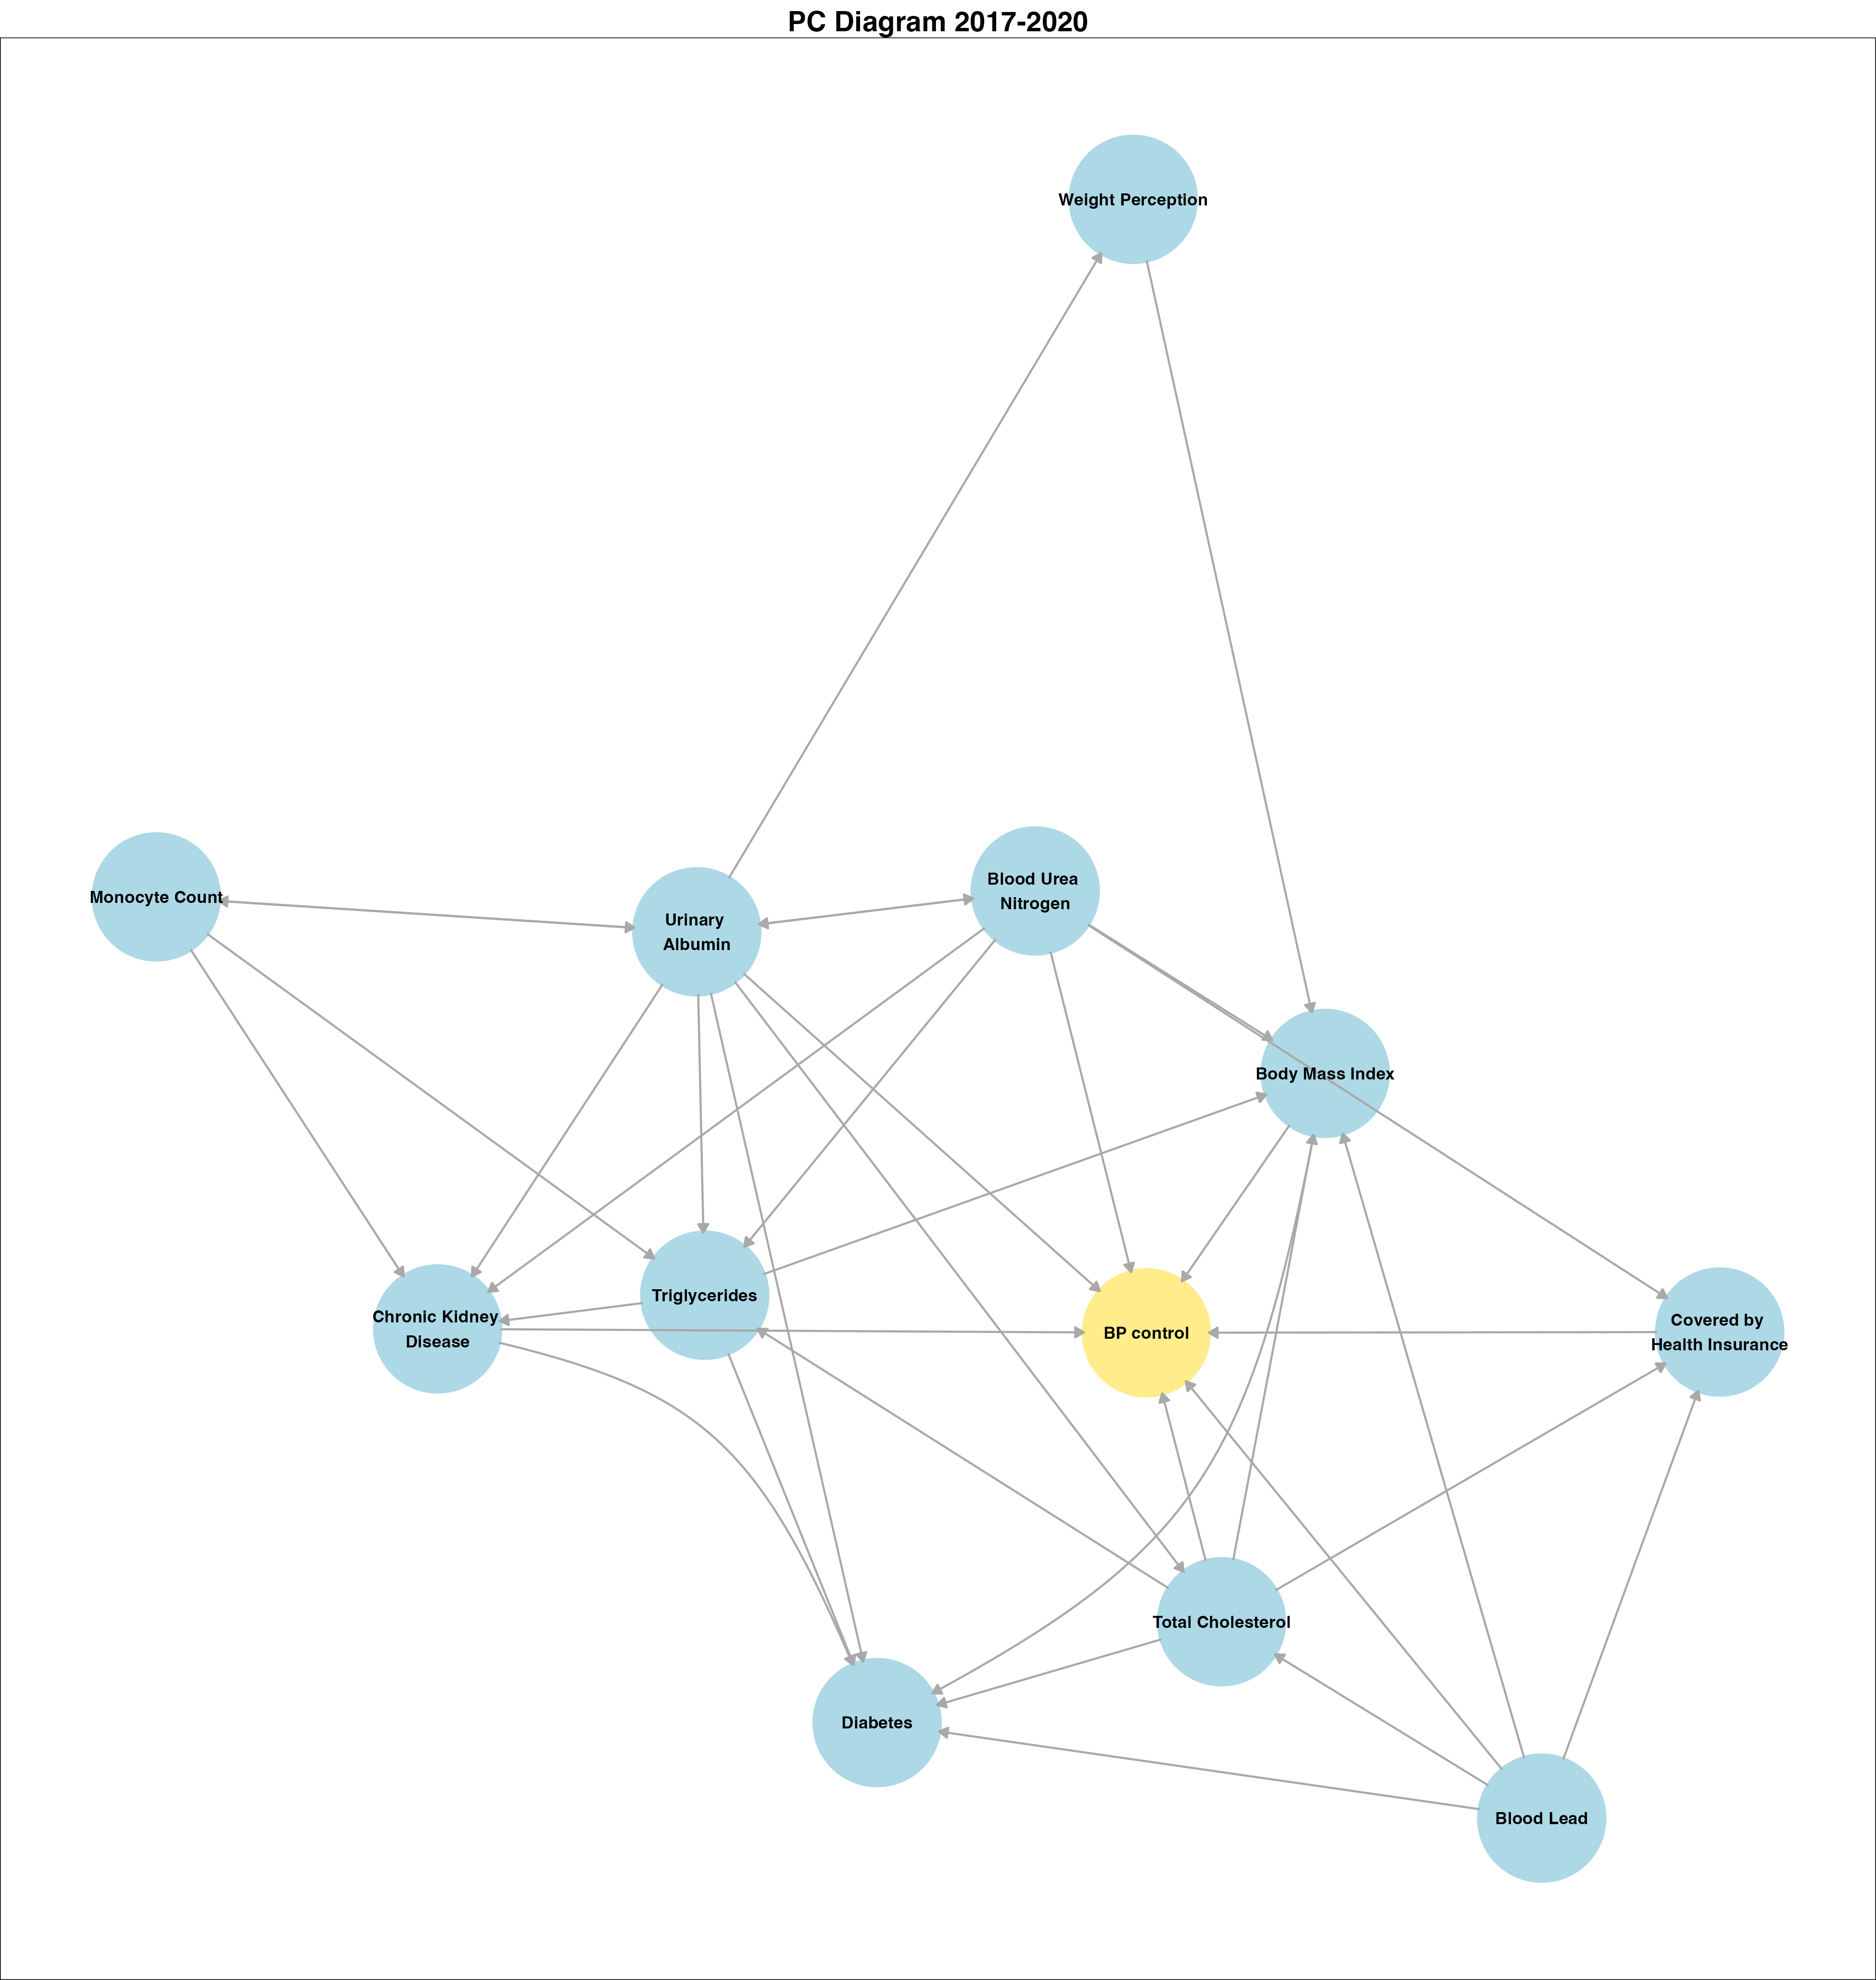 PC Diagram 2017-2020
Weight Perception
Monocyte Count
Urinary
Albumin
Blood Urea
Nitrogen
Body Mass Index
Chronic Kidney
Disease
Triglycerides
BP control
Covered by
Health Insurance
Total Cholesterol
Diabetes
Blood Lead